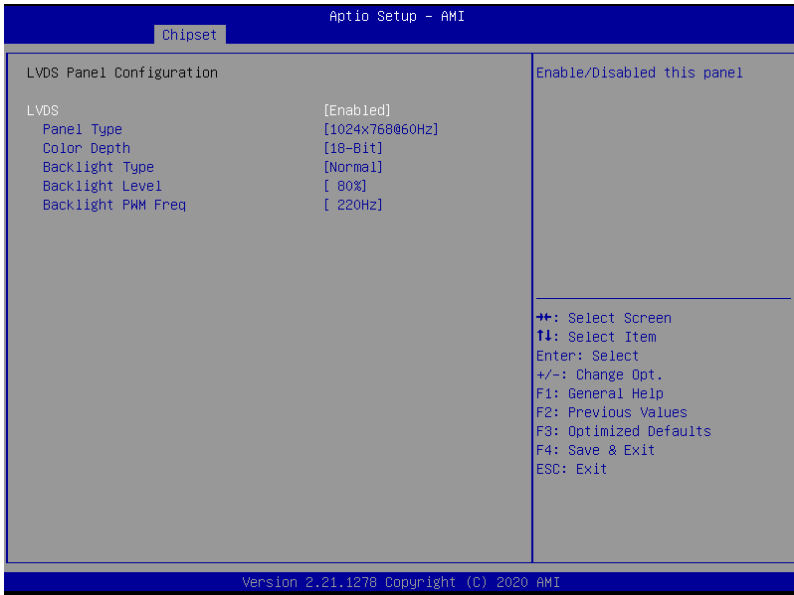 Aptio Setup – AMI
Chipset
LVDS Panel Configuration
LVDS [Enabled]
Panel Type [1024x768@60Hz]
Color Depth [18-Bit]
Backlight Type [Normal]
Backlight Level [ 80%]
Backlight PWM Freq [ 220Hz]
Enable/Disabled this panel
→←: Select Screen
↑↓: Select Item
Enter: Select
+/-: Change Opt.
F1: General Help
F2: Previous Values
F3: Optimized Defaults
F4: Save & Exit
ESC: Exit
Version 2.21.1278 Copyright (C) 2020 AMI